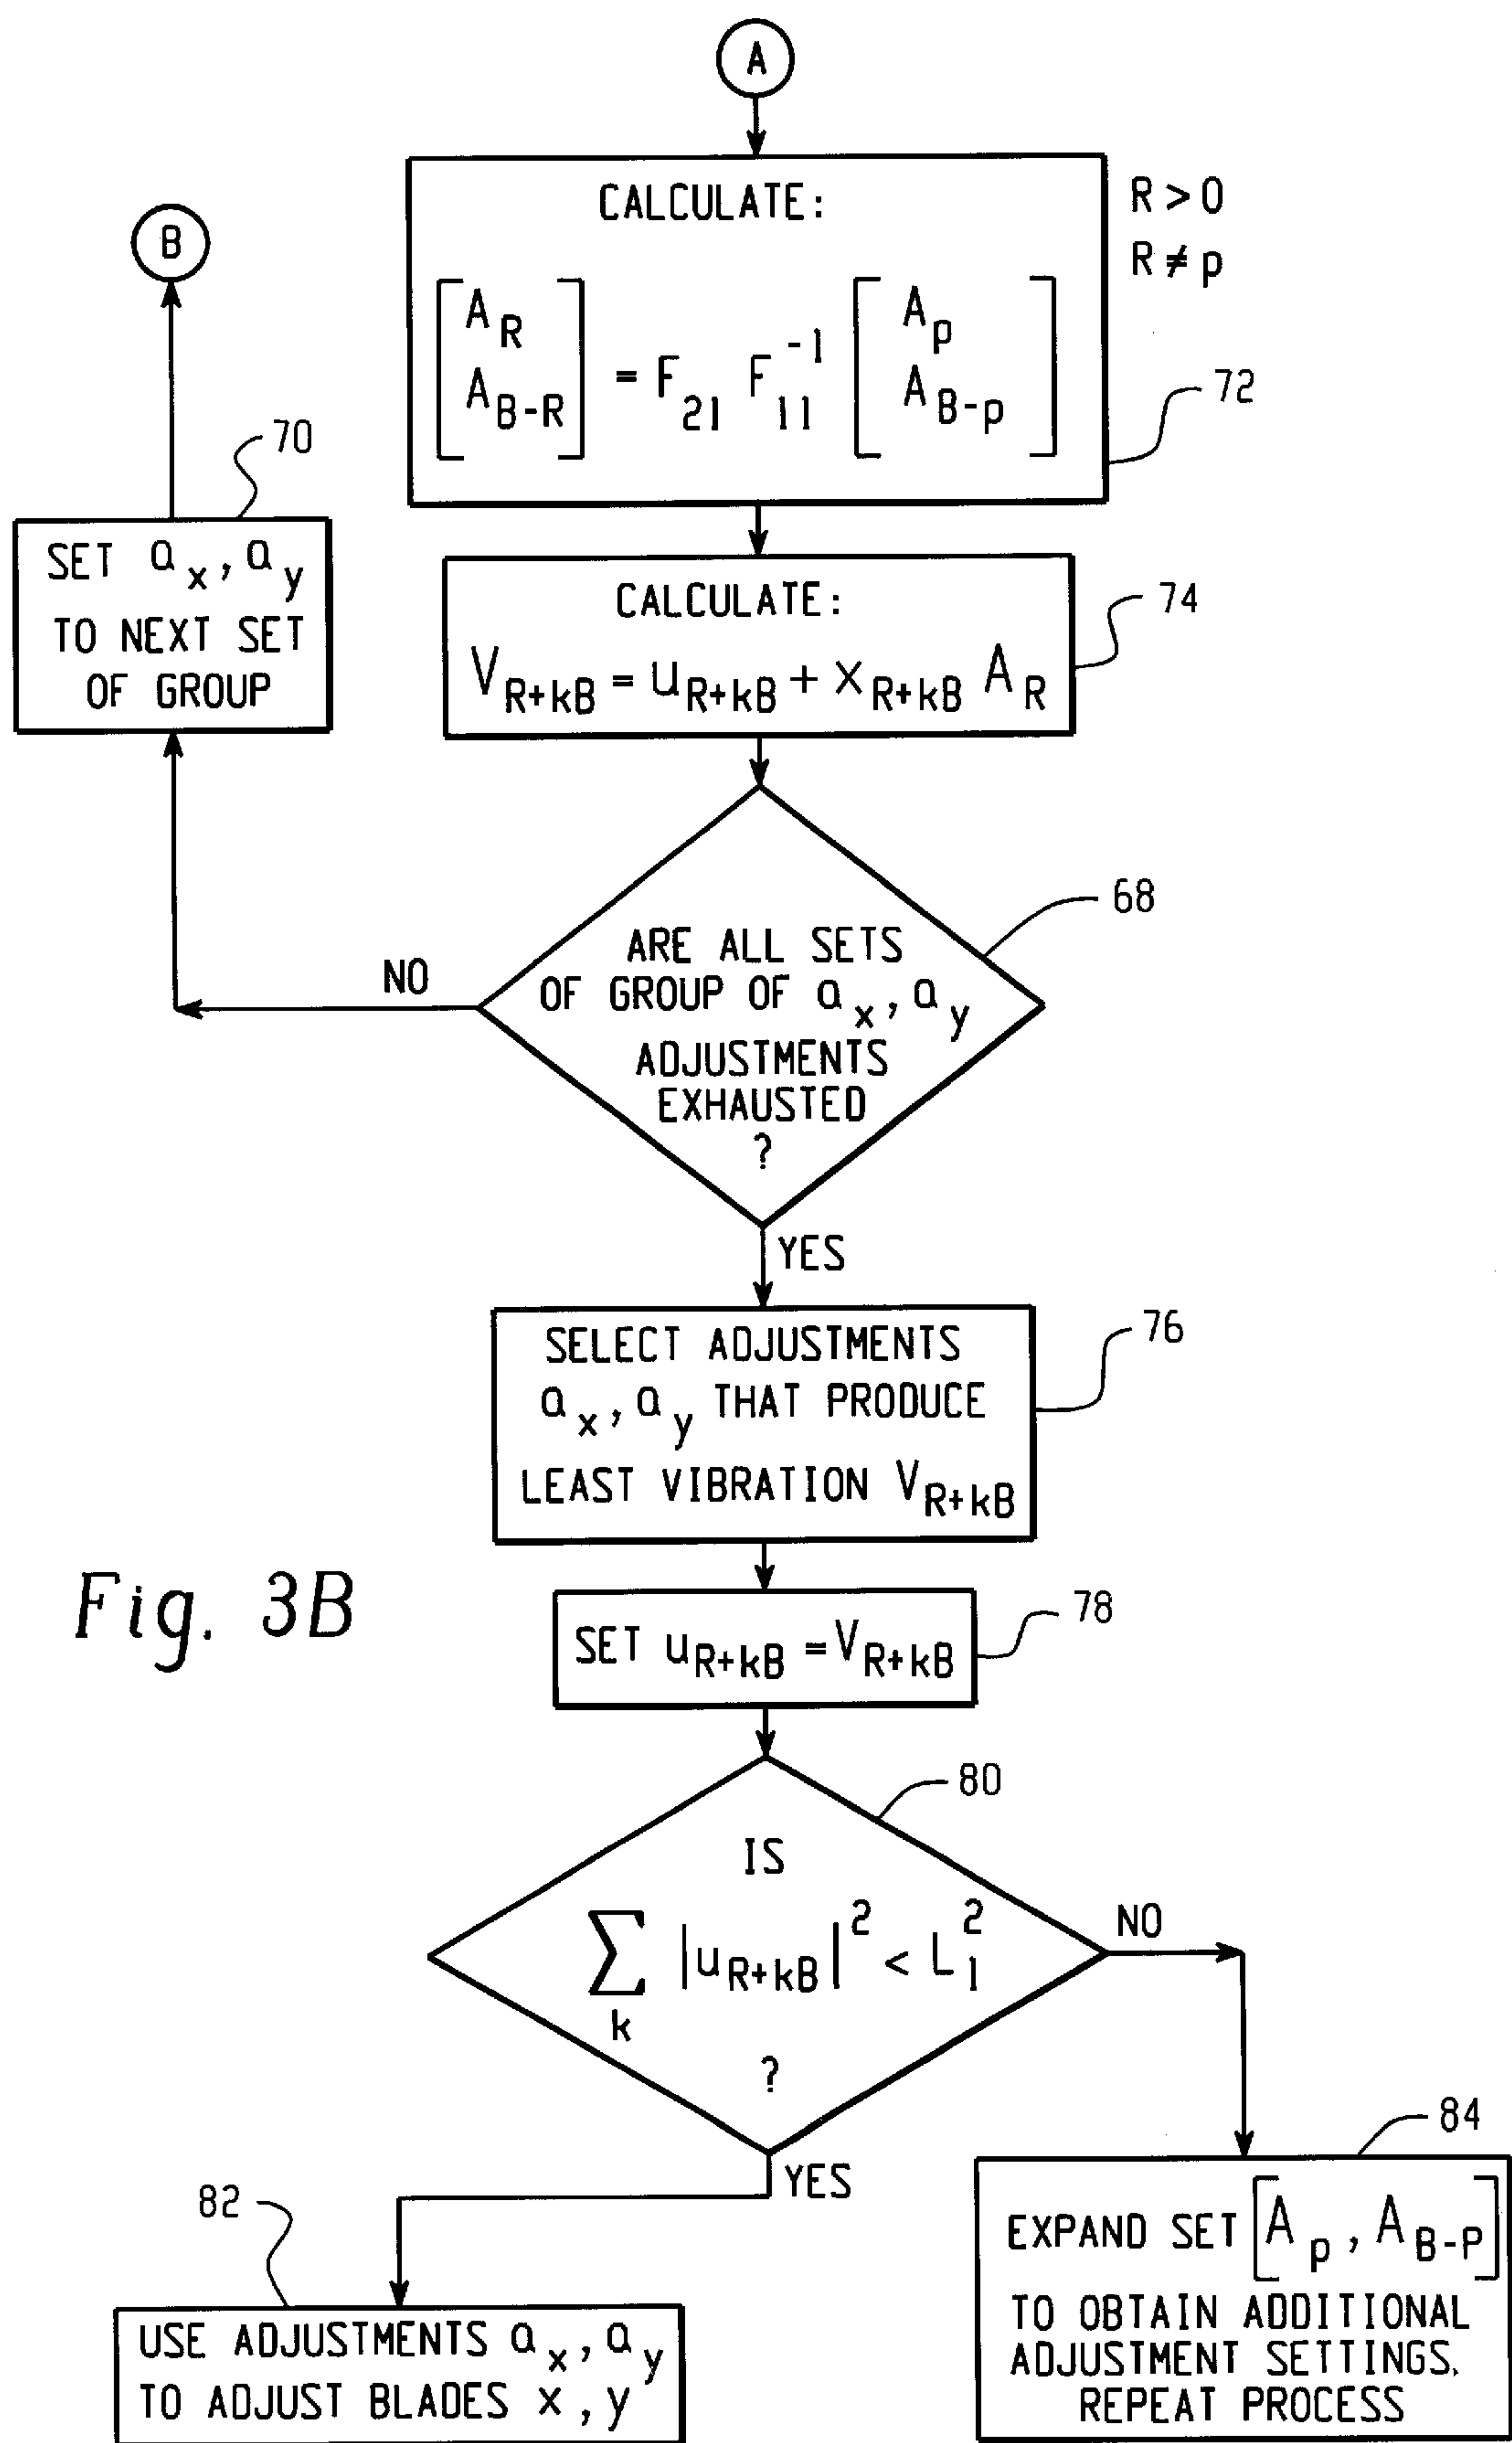 A
CALCULATE:
R > 0
R ≠ p
[A_R
A_B-R] = F_21 F_11^-1 [A_p
A_B-p]
72
B
70
SET a_x, a_y
TO NEXT SET
OF GROUP
CALCULATE:
V_R+kB = u_R+kB + x_R+kB A_R
74
ARE ALL SETS
OF GROUP OF a_x, a_y
ADJUSTMENTS
EXHAUSTED
?
68
NO
YES
SELECT ADJUSTMENTS
a_x, a_y THAT PRODUCE
LEAST VIBRATION V_R+kB
76
Fig. 3B
SET u_R+kB = V_R+kB
78
IS
∑_k |u_R+kB|^2 < L_1^2
?
80
NO
YES
82
USE ADJUSTMENTS a_x, a_y
TO ADJUST BLADES x, y
84
EXPAND SET [A_p, A_B-P]
TO OBTAIN ADDITIONAL
ADJUSTMENT SETTINGS.
REPEAT PROCESS